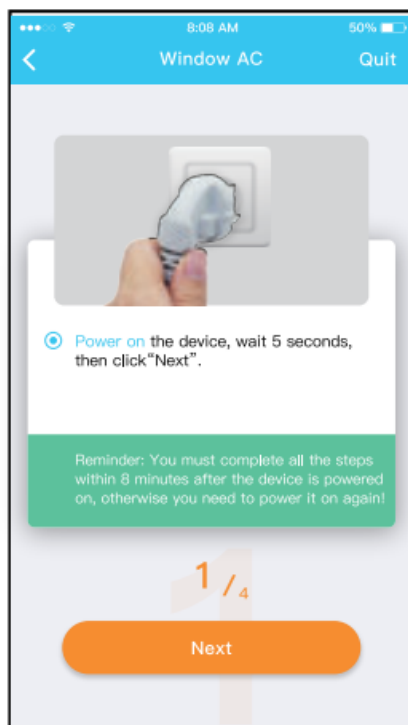 8:08 AM
50%
Window AC
Quit
Power on the device, wait 5 seconds,
then click“Next”.
Reminder: You must complete all the steps
within 8 minutes after the device is powered
on, otherwise you need to power it on again!
1
1/4
Next